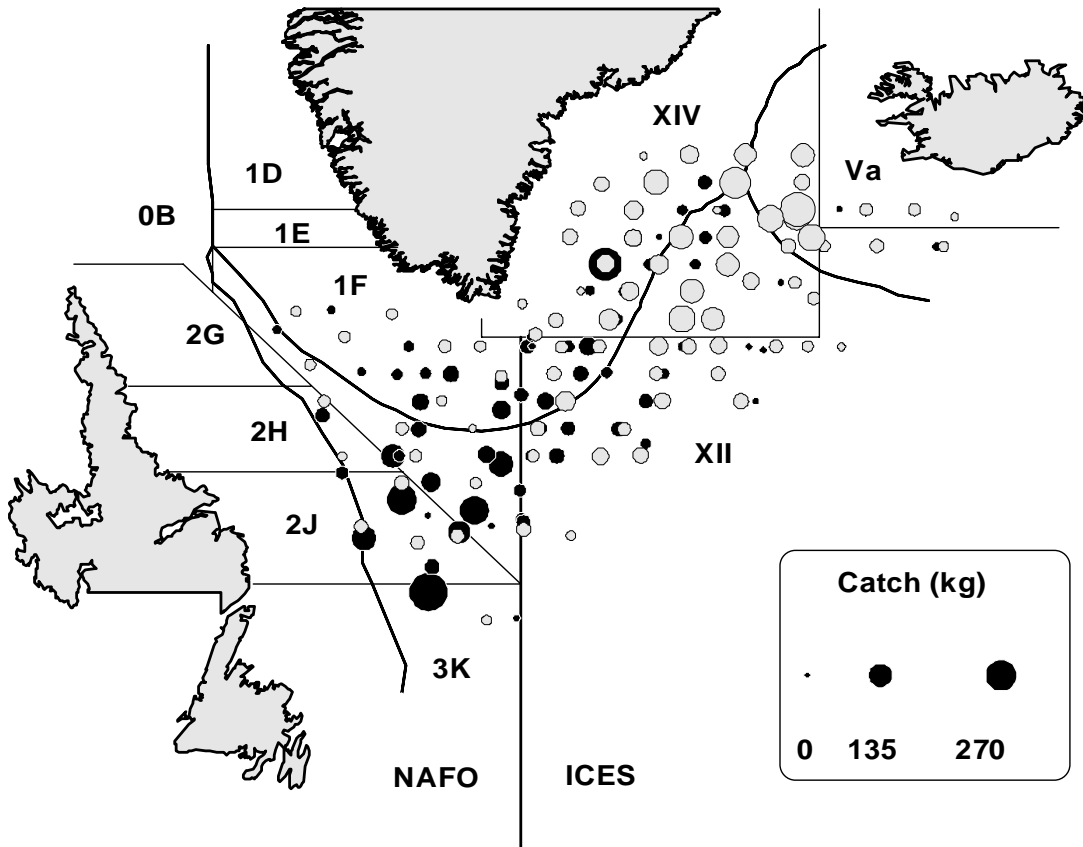 XIV
1D
Va
0B
1E
1F
2G
2H
XII
2J
Catch (kg)
3K
0 135 270
NAFO ICES